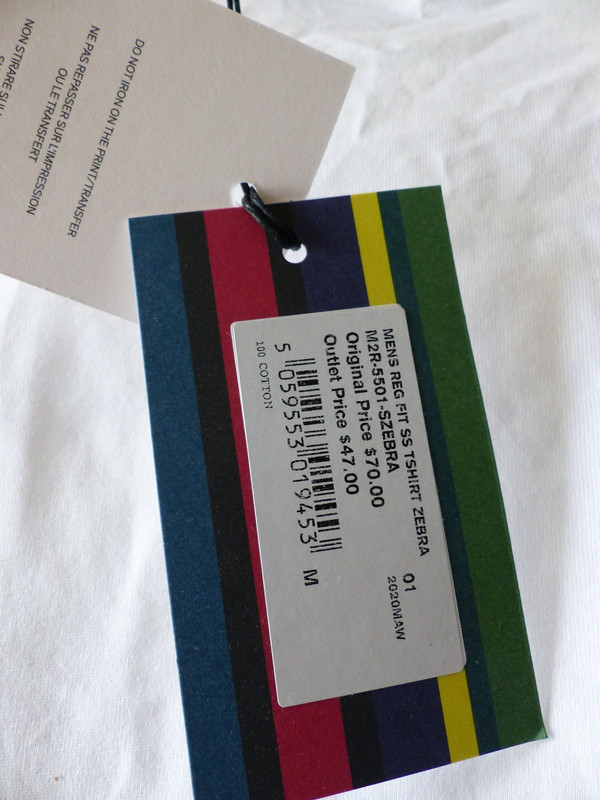 DO NOT IRON ON THE PRINT/TRANSFER
NE PAS REPASSER SUR L'IMPRESSION
OU LE TRANSFERT
NON STIRARE SULL
MENS REG FIT SS TSHIRT ZEBRA
M2R-5501-SZEBRA 01
Original Price $70.00 2020MAW
Outlet Price $47.00
5 059553 019453 M
100 COTTON